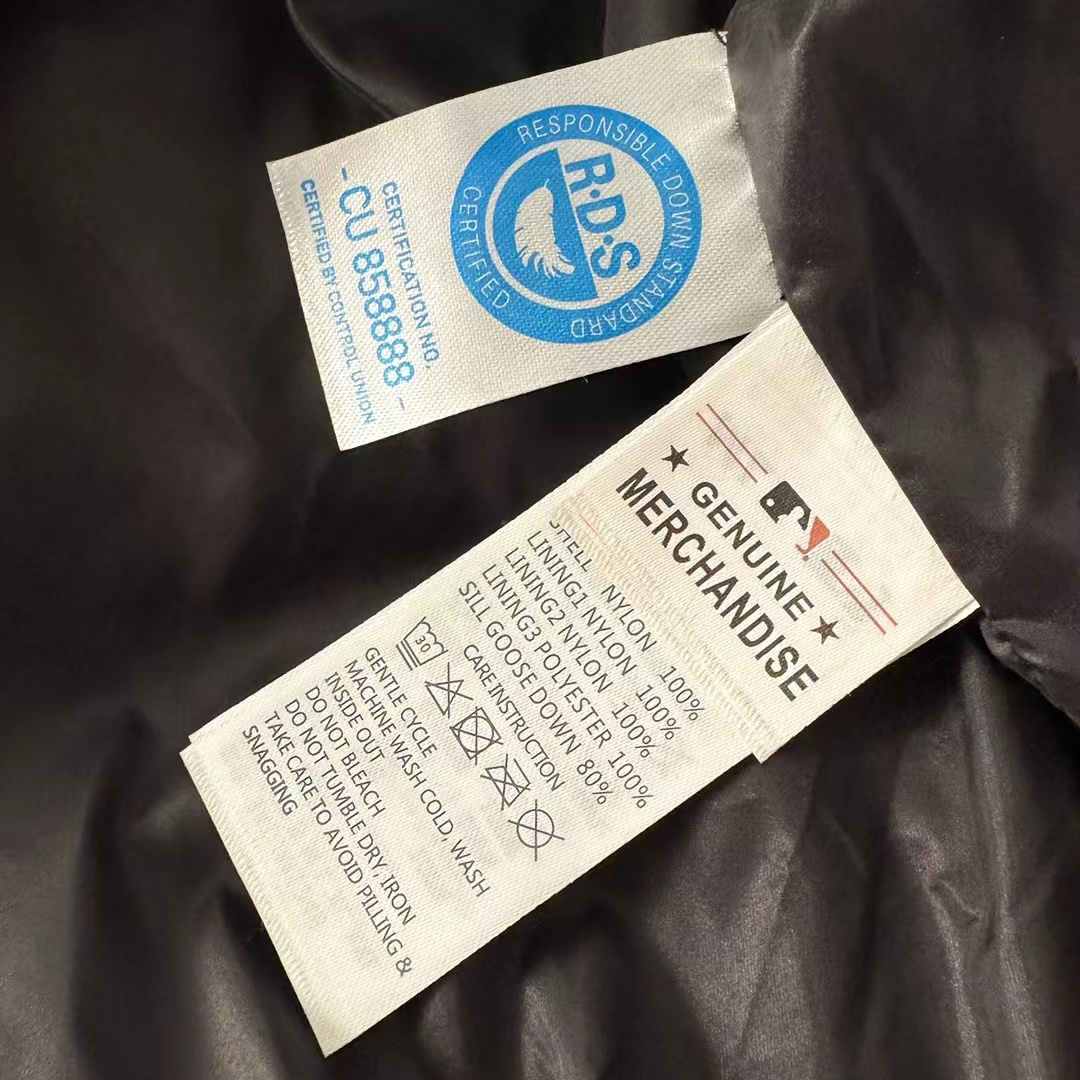 RESPONSIBLE DOWN STANDARD
CERTIFIED
R·D·S
CERTIFICATION NO.
- CU 858888 -
CERTIFIED BY CONTROL UNION
★ GENUINE ★
MERCHANDISE
SHELL NYLON 100%
LINING1 NYLON 100%
LINING2 NYLON 100%
LINING3 POLYESTER 100%
SILL GOOSE DOWN 80%
CARE INSTRUCTION
30
GENTLE CYCLE
MACHINE WASH COLD, WASH
INSIDE OUT
DO NOT BLEACH
DO NOT TUMBLE DRY, IRON
TAKE CARE TO AVOID PILLING &
SNAGGING